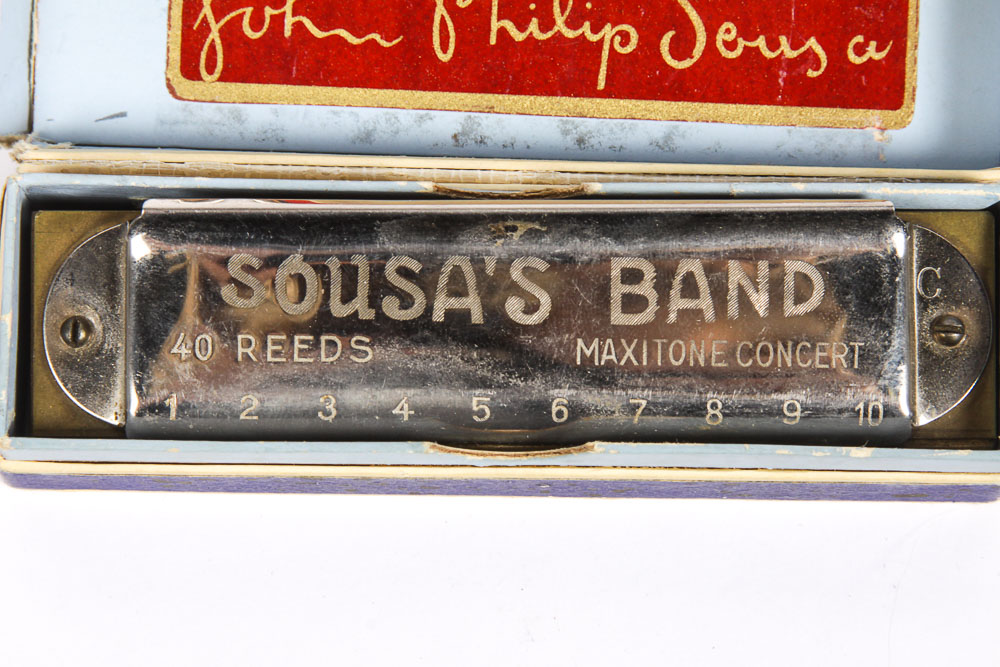 John Philip Sousa
SOUSA'S BAND
C
40 REEDS MAXITONE CONCERT
1 2 3 4 5 6 7 8 9 10